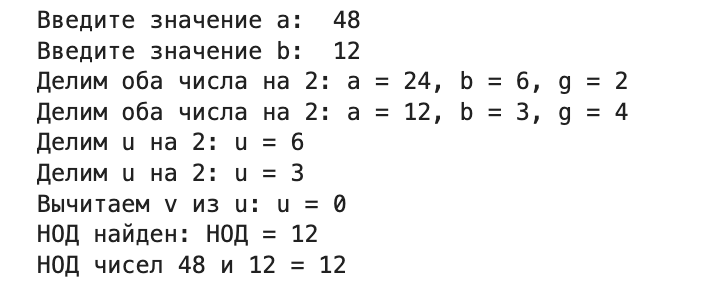 Введите значение a:  48
Введите значение b:  12
Делим оба числа на 2: a = 24, b = 6, g = 2
Делим оба числа на 2: a = 12, b = 3, g = 4
Делим u на 2: u = 6
Делим u на 2: u = 3
Вычитаем v из u: u = 0
НОД найден: НОД = 12
НОД чисел 48 и 12 = 12